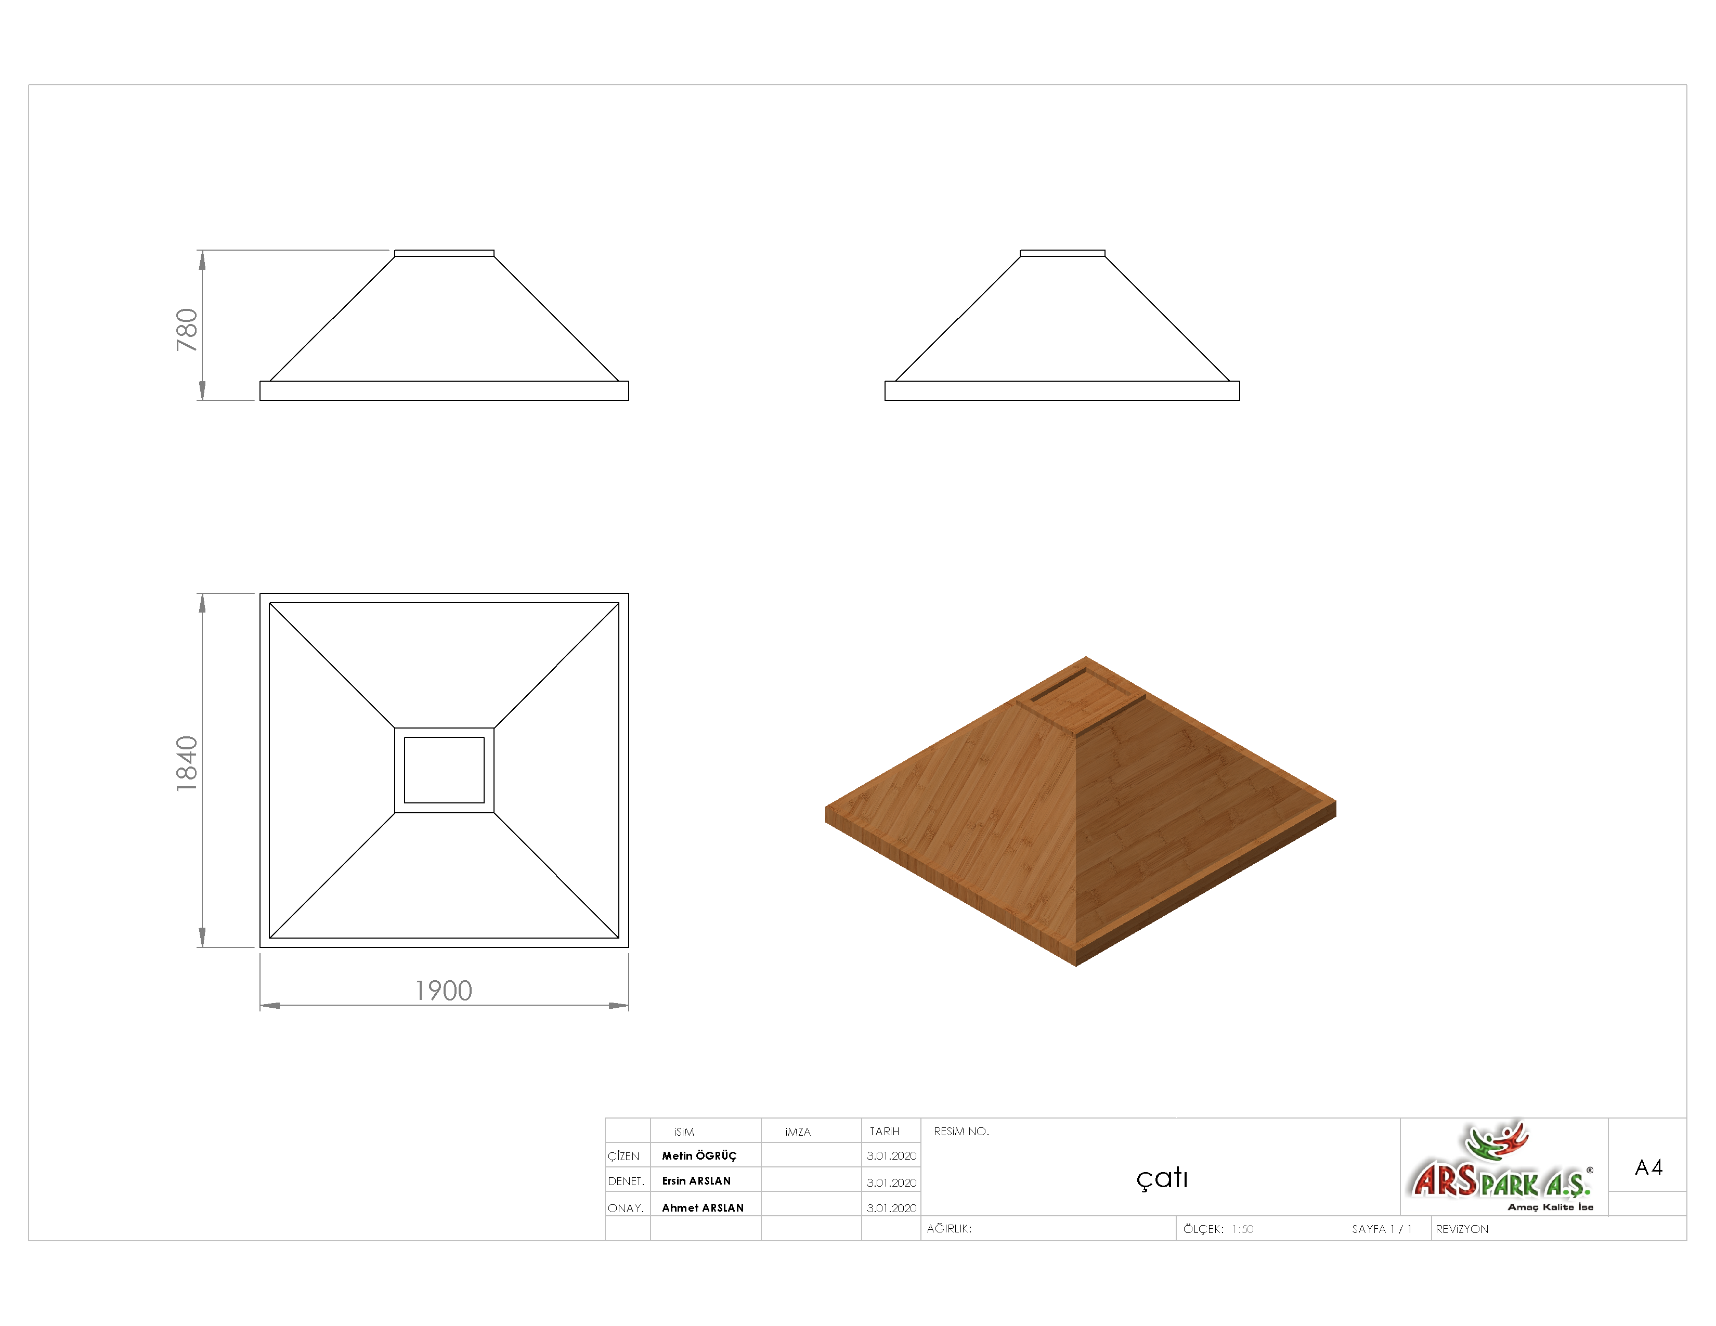 780
1840
1900
İSİM İMZA TARİH RESİM NO.
ÇİZEN Metin ÖGRÜÇ 3.01.2020
DENET. Ersin ARSLAN 3.01.2020
ONAY. Ahmet ARSLAN 3.01.2020
çatı
ARSPARK A.Ş.®
Amaç Kalite İse
A4
AĞIRLIK: ÖLÇEK: 1:50 SAYFA 1 / 1 REVİZYON